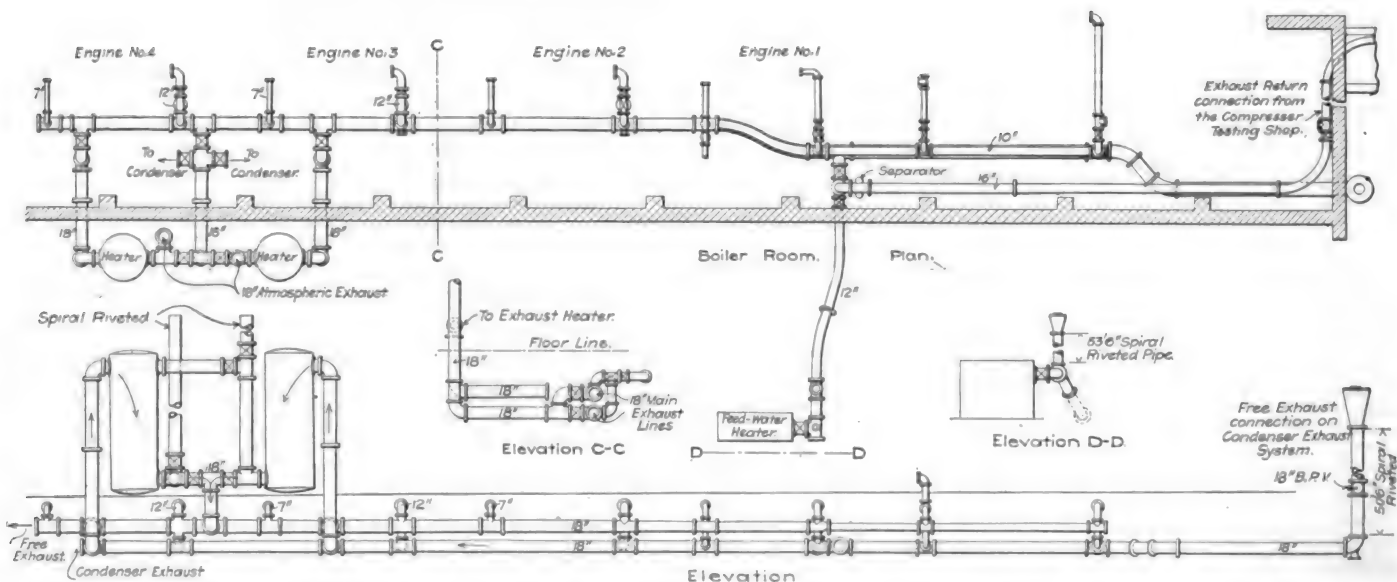 Engine No.4
Engine No.3
C
Engine No.2
Engine No.1
7"
12"
7"
12"
Exhaust Return
connection from
the Compresser
Testing Shop.
10"
To
Condenser
To
Condenser.
Separator
16"
18"
16"
16"
Heater
Heater
C
Boiler Room.
Plan.
18" Atmospheric Exhaust
12"
Spiral Riveted
To Exhaust Heater.
Floor Line.
18"
18"
18"
18" Main
Exhaust
Lines
Elevation C-C
53'6" Spiral
Riveted Pipe.
Feed-Water
Heater.
D
D
Elevation D-D.
Free Exhaust
connection on
Condenser Exhaust
System.
18" B.P.V.
50'6" Spiral
Riveted
18"
12"
7"
12"
7"
18"
18"
18"
Free
Exhaust.
Condenser Exhaust
Elevation